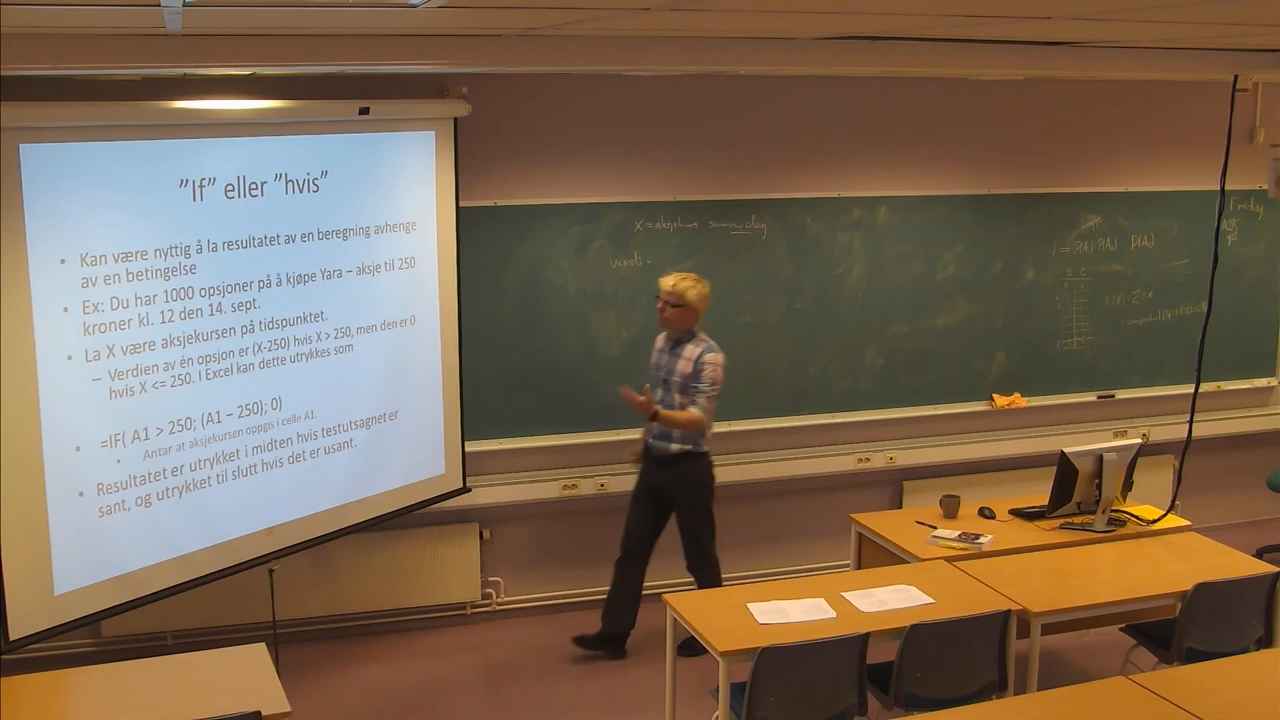 ”If” eller ”hvis”
Kan være nyttig å la resultatet av en beregning avhenge
av en betingelse
Ex: Du har 1000 opsjoner på å kjøpe Yara – aksje til 250
kroner kl. 12 den 14. sept.
La X være aksjekursen på tidspunktet.
– Verdien av én opsjon er (X-250) hvis X > 250, men den er 0
hvis X <= 250. I Excel kan dette utrykkes som
=IF( A1 > 250; (A1 – 250); 0)
Antar at aksjekursen oppgis i celle A1.
Resultatet er utrykket i midten hvis testutsagnet er
sant, og utrykket til slutt hvis det er usant.
X = aksjekurs samme dag
Verdi =
Fredag